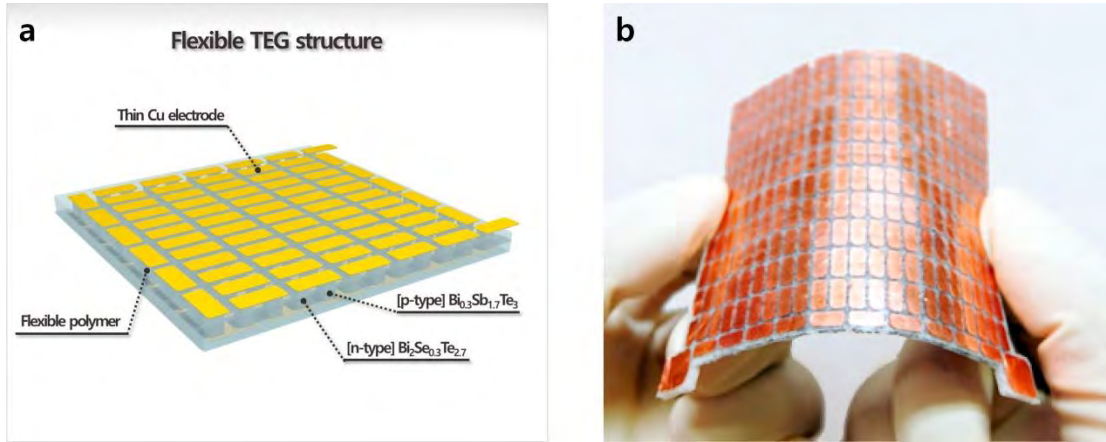 a
Flexible TEG structure
Thin Cu electrode
[p-type] Bi₀.₃Sb₁.₇Te₃
Flexible polymer
[n-type] Bi₂Se₀.₃Te₂.₇
b